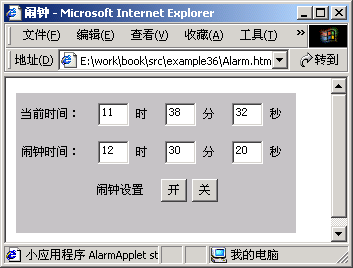 闹钟 - Microsoft Internet Explorer
文件(F) 编辑(E) 查看(V) 收藏(A) 工具(T) »
地址(D) E:\work\book\src\example36\Alarm.htm 转到
当前时间： 11 时 38 分 32 秒
闹钟时间： 12 时 30 分 20 秒
闹钟设置 开 关
小应用程序 AlarmApplet st 我的电脑